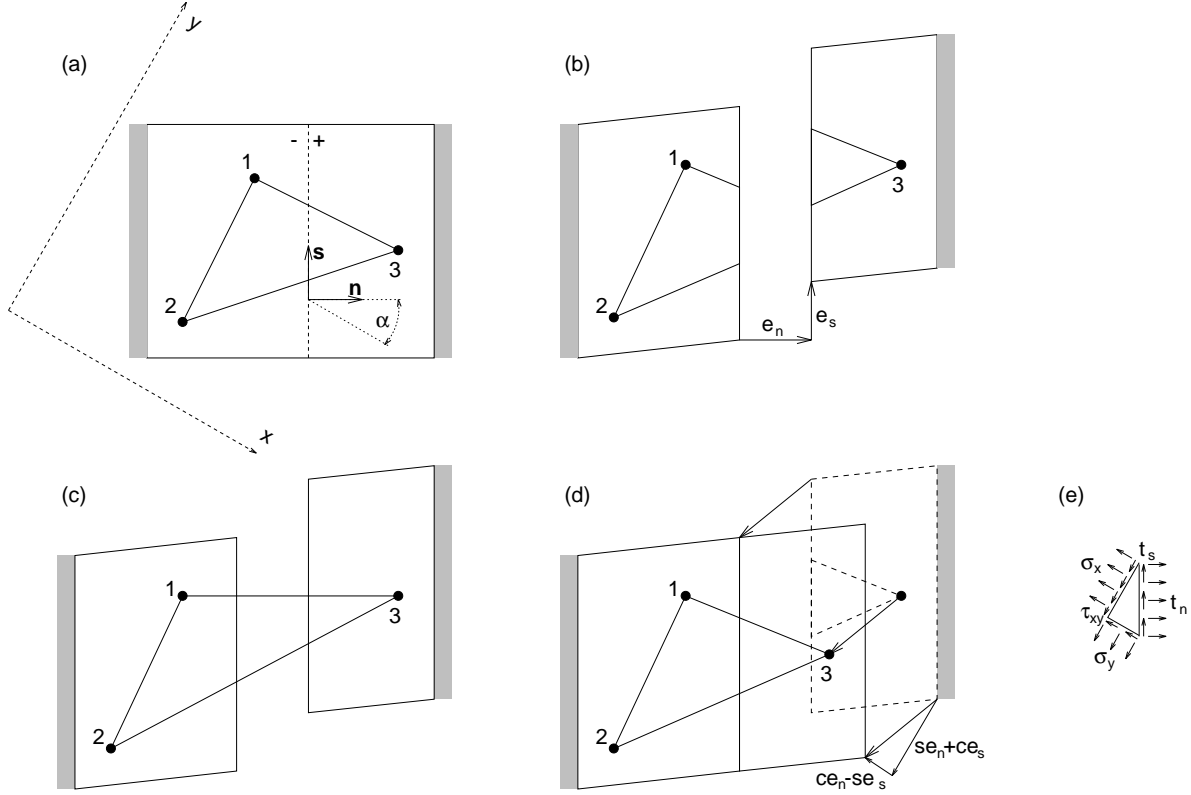 y
(a)
- +
1
s
3
n
2
α
x
(b)
1
3
2
e_s
e_n
(c)
1
3
2
(d)
1
3
2
se_n+ce_s
ce_n-se_s
(e)
t_s
σ_x
t_n
τ_xy
σ_y